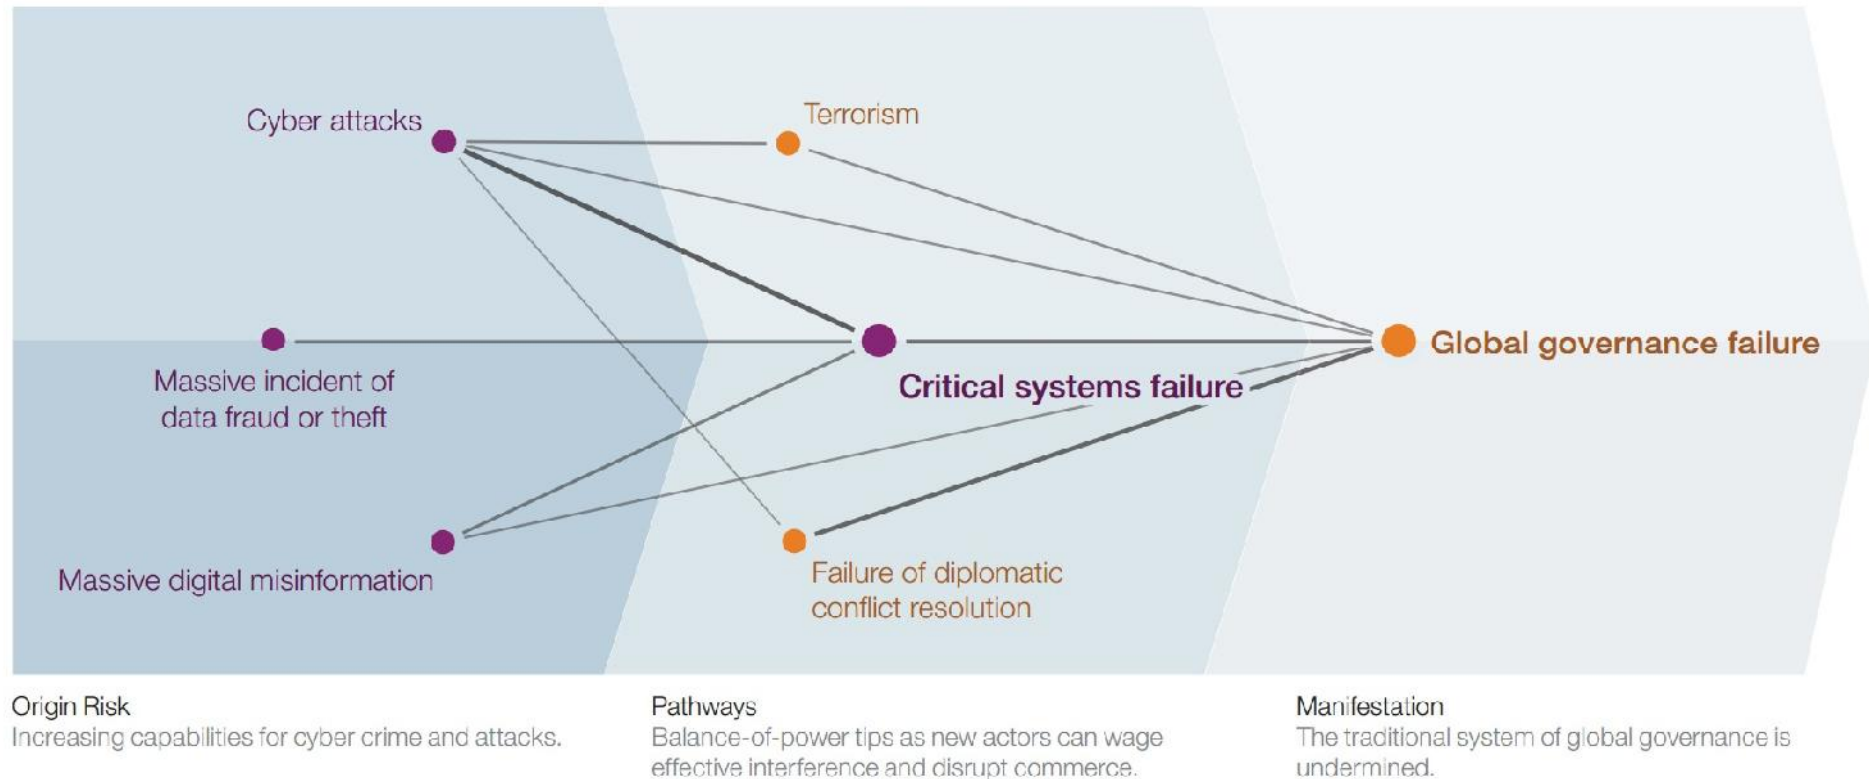 Cyber attacks
Terrorism
Global governance failure
Massive incident of
data fraud or theft
Critical systems failure
Massive digital misinformation
Failure of diplomatic
conflict resolution
Origin Risk
Increasing capabilities for cyber crime and attacks.
Pathways
Balance-of-power tips as new actors can wage
effective interference and disrupt commerce.
Manifestation
The traditional system of global governance is
undermined.